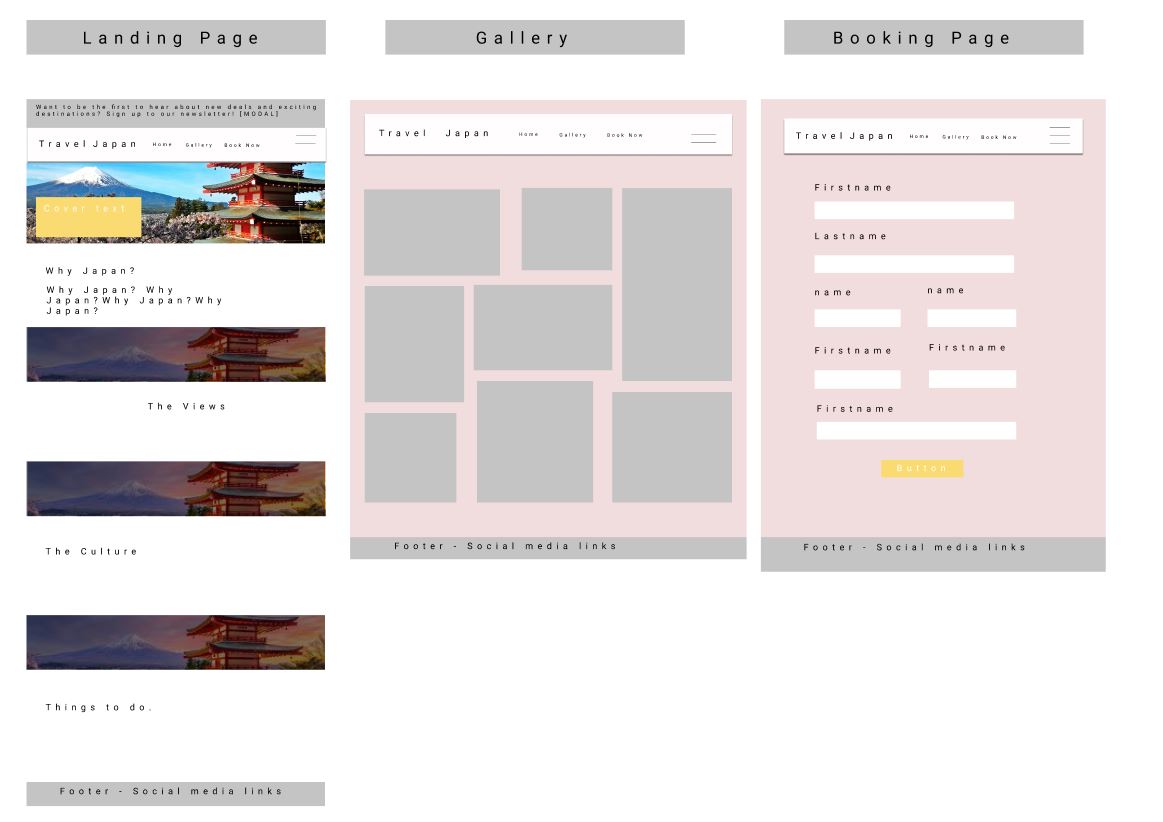 Landing Page
Want to be the first to hear about new deals and exciting
destinations? Sign up to our newsletter! [MODAL]
Travel Japan Home Gallery Book Now
Cover text
Why Japan?
Why Japan? Why
Japan?Why Japan?Why
Japan?
The Views
The Culture
Things to do.
Footer - Social media links
Gallery
Travel Japan Home Gallery Book Now
Footer - Social media links
Booking Page
Travel Japan Home Gallery Book Now
Firstname
Lastname
name name
Firstname Firstname
Firstname
Button
Footer - Social media links